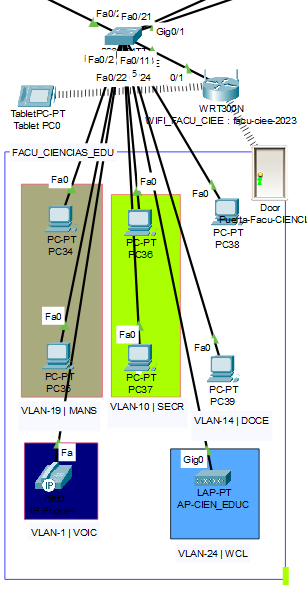 Fa0/2
Fa0/21
Gig0/1
Fa0/2
Fa0/11
5
Fa0/22
24
0/1
TabletPC-PT
Tablet PC0
WRT300N
WIFI_FACU_CIEE : facu-ciee-2023
FACU_CIENCIAS_EDU
Door
Puerta-Facu-CIENCI
Fa0
Fa0
Fa0
PC-PT
PC34
PC-PT
PC36
PC-PT
PC38
Fa0
Fa0
Fa0
PC-PT
PC35
PC-PT
PC37
PC-PT
PC39
VLAN-19 | MANS
VLAN-10 | SECR
VLAN-14 | DOCE
Fa
Gig0
IP
LAP-PT
AP-CIEN_EDUC
VLAN-1 | VOIC
VLAN-24 | WCL